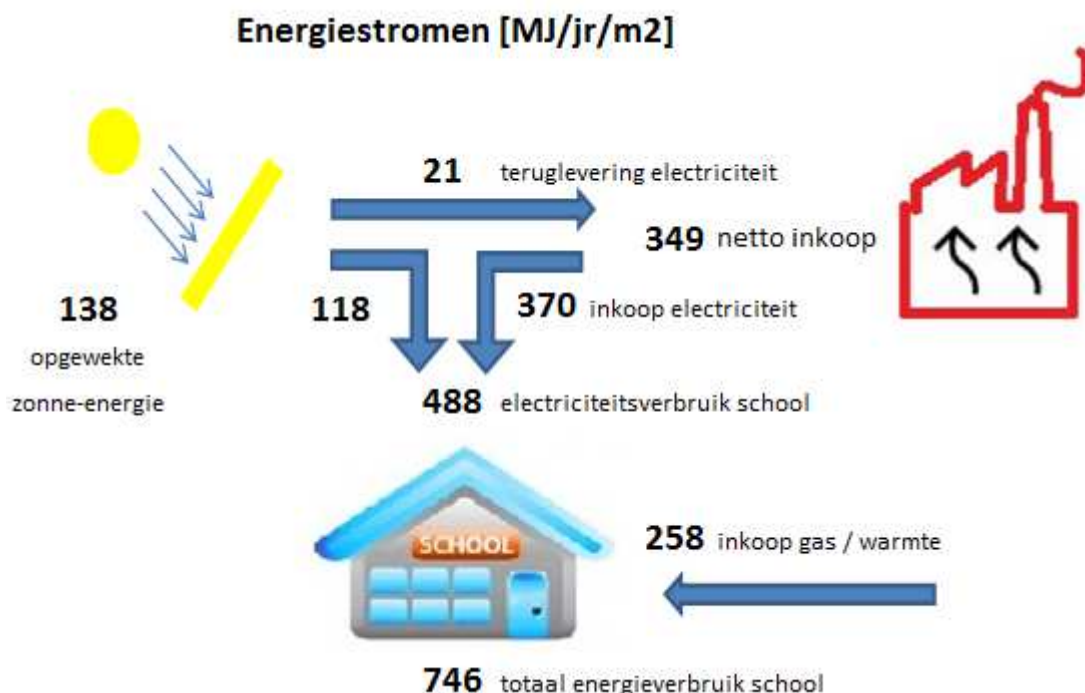 Energiestromen [MJ/jr/m2]
21 teruglevering electriciteit
349 netto inkoop
138
118
370 inkoop electriciteit
opgewekte
zonne-energie
488 electriciteitsverbruik school
SCHOOL
258 inkoop gas / warmte
746 totaal energieverbruik school